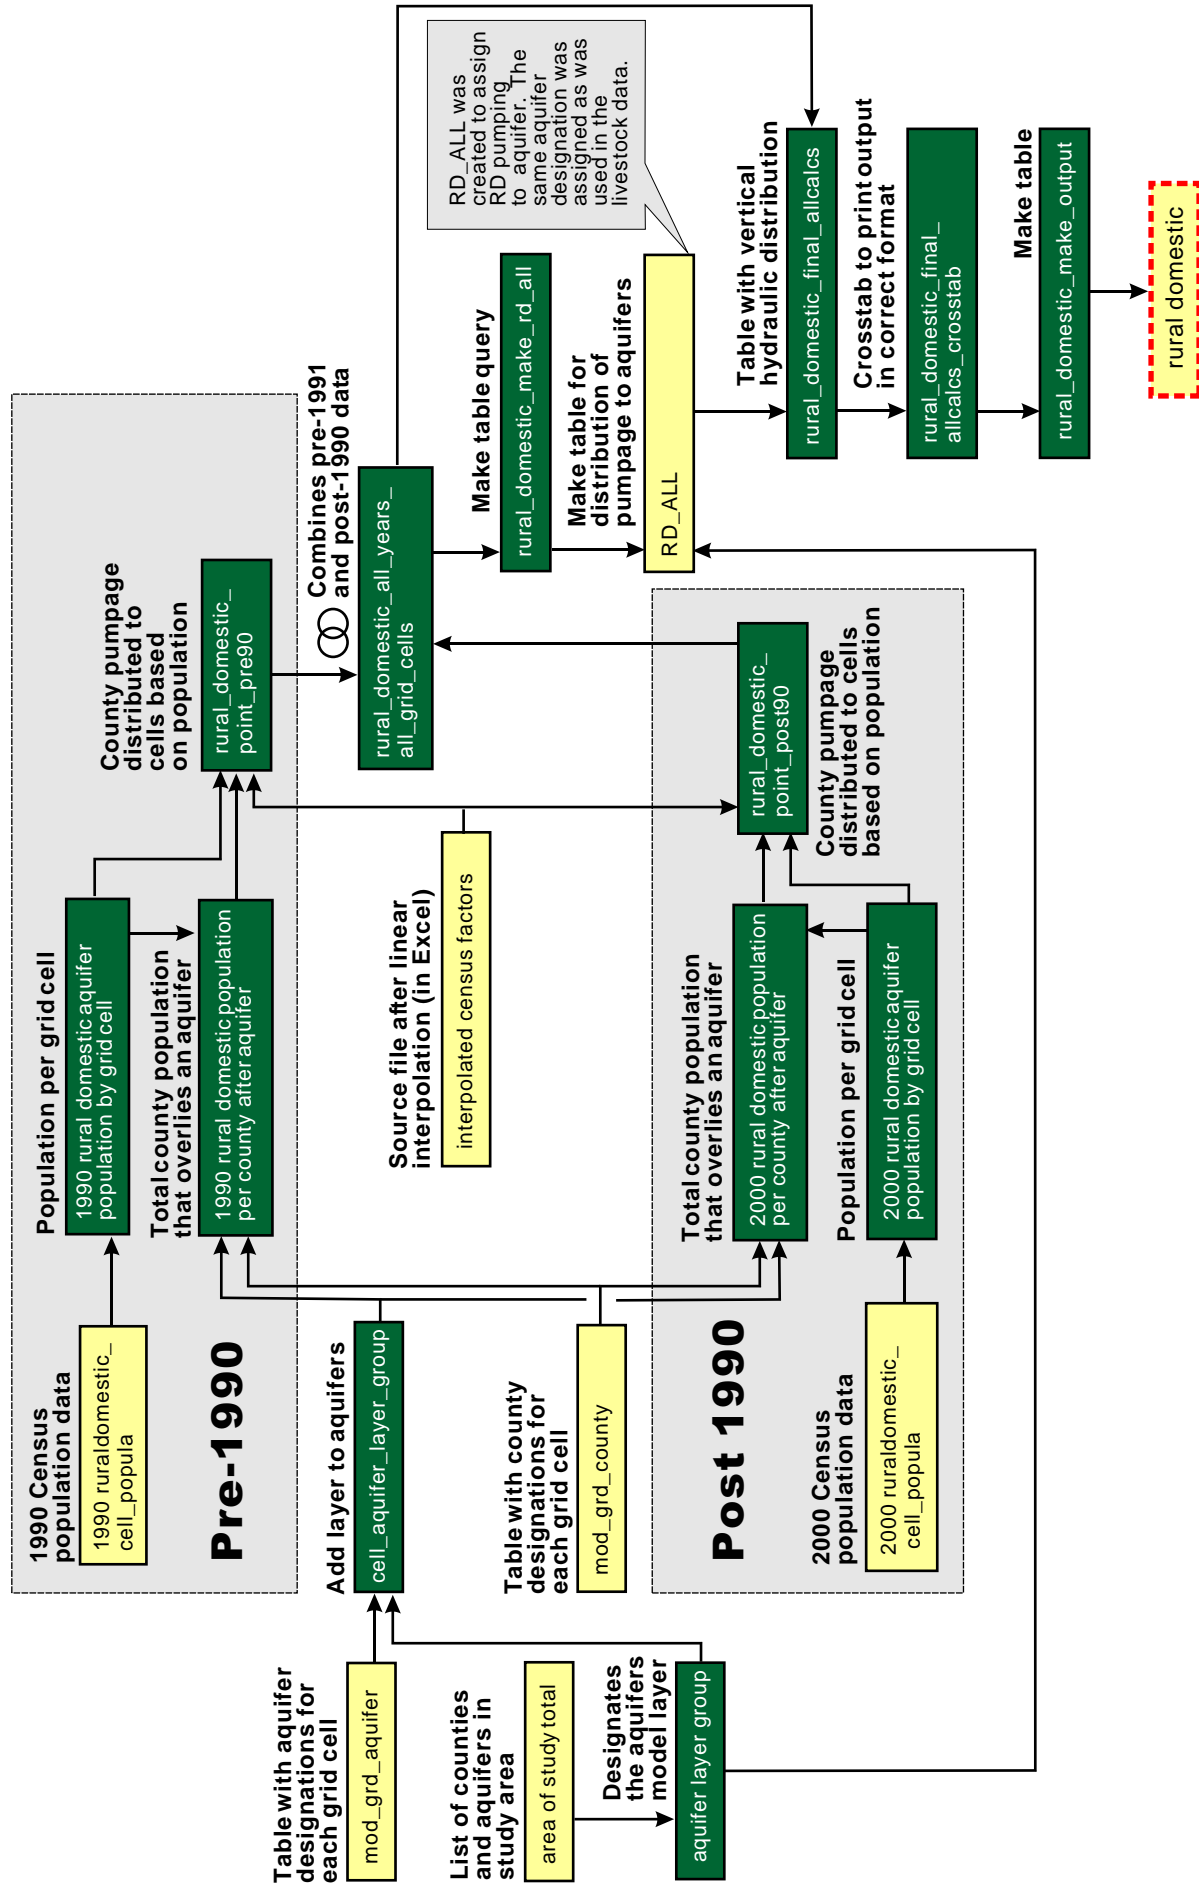 1990 Census
population data
1990 ruraldomestic_
cell_popula
Pre-1990
Population per grid cell
1990 rural domestic aquifer
population by grid cell
Total county population
that overlies an aquifer
1990 rural domestic population
per county after aquifer
County pumpage
distributed to
cells based
on population
rural_domestic_
point_pre90
Table with aquifer
designations for
each grid cell
mod_grd_aquifer
Add layer to aquifers
cell_aquifer_layer_group
List of counties
and aquifers in
study area
area of study total
Designates
the aquifers
model layer
aquifer layer group
Table with county
designations for
each grid cell
mod_grd_county
Source file after linear
interpolation (in Excel)
interpolated census factors
Combines pre-1991
and post-1990 data
rural_domestic_all_years_
all_grid_cells
Make table query
rural_domestic_make_rd_all
Make table for
distribution of
pumpage to aquifers
RD_ALL
RD_ALL was
created to assign
RD pumping
to aquifer. The
same aquifer
designation was
assigned as was
used in the
livestock data.
Post 1990
2000 Census
population data
2000 ruraldomestic_
cell_popula
Total county population
that overlies an aquifer
2000 rural domestic population
per county after aquifer
Population per grid cell
2000 rural domestic aquifer
population by grid cell
rural_domestic_
point_post90
County pumpage
distributed to cells
based on population
Table with vertical
hydraulic distribution
rural_domestic_final_allcalcs
Crosstab to print output
in correct format
rural_domestic_final_
allcalcs_crosstab
Make table
rural_domestic_make_output
rural domestic